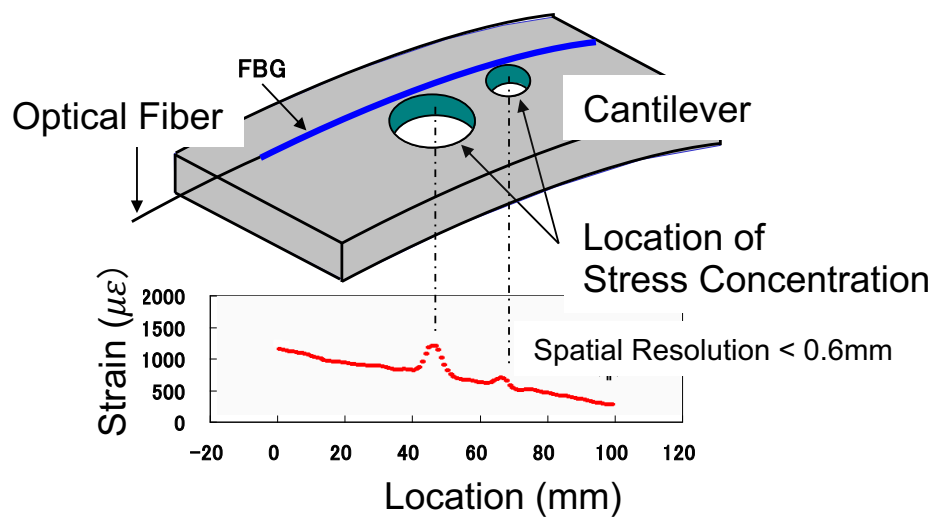 FBG
Optical Fiber
Cantilever
Location of
Stress Concentration
Spatial Resolution < 0.6mm
Strain (με)
2000
1500
1000
500
0
-20 0 20 40 60 80 100 120
Location (mm)